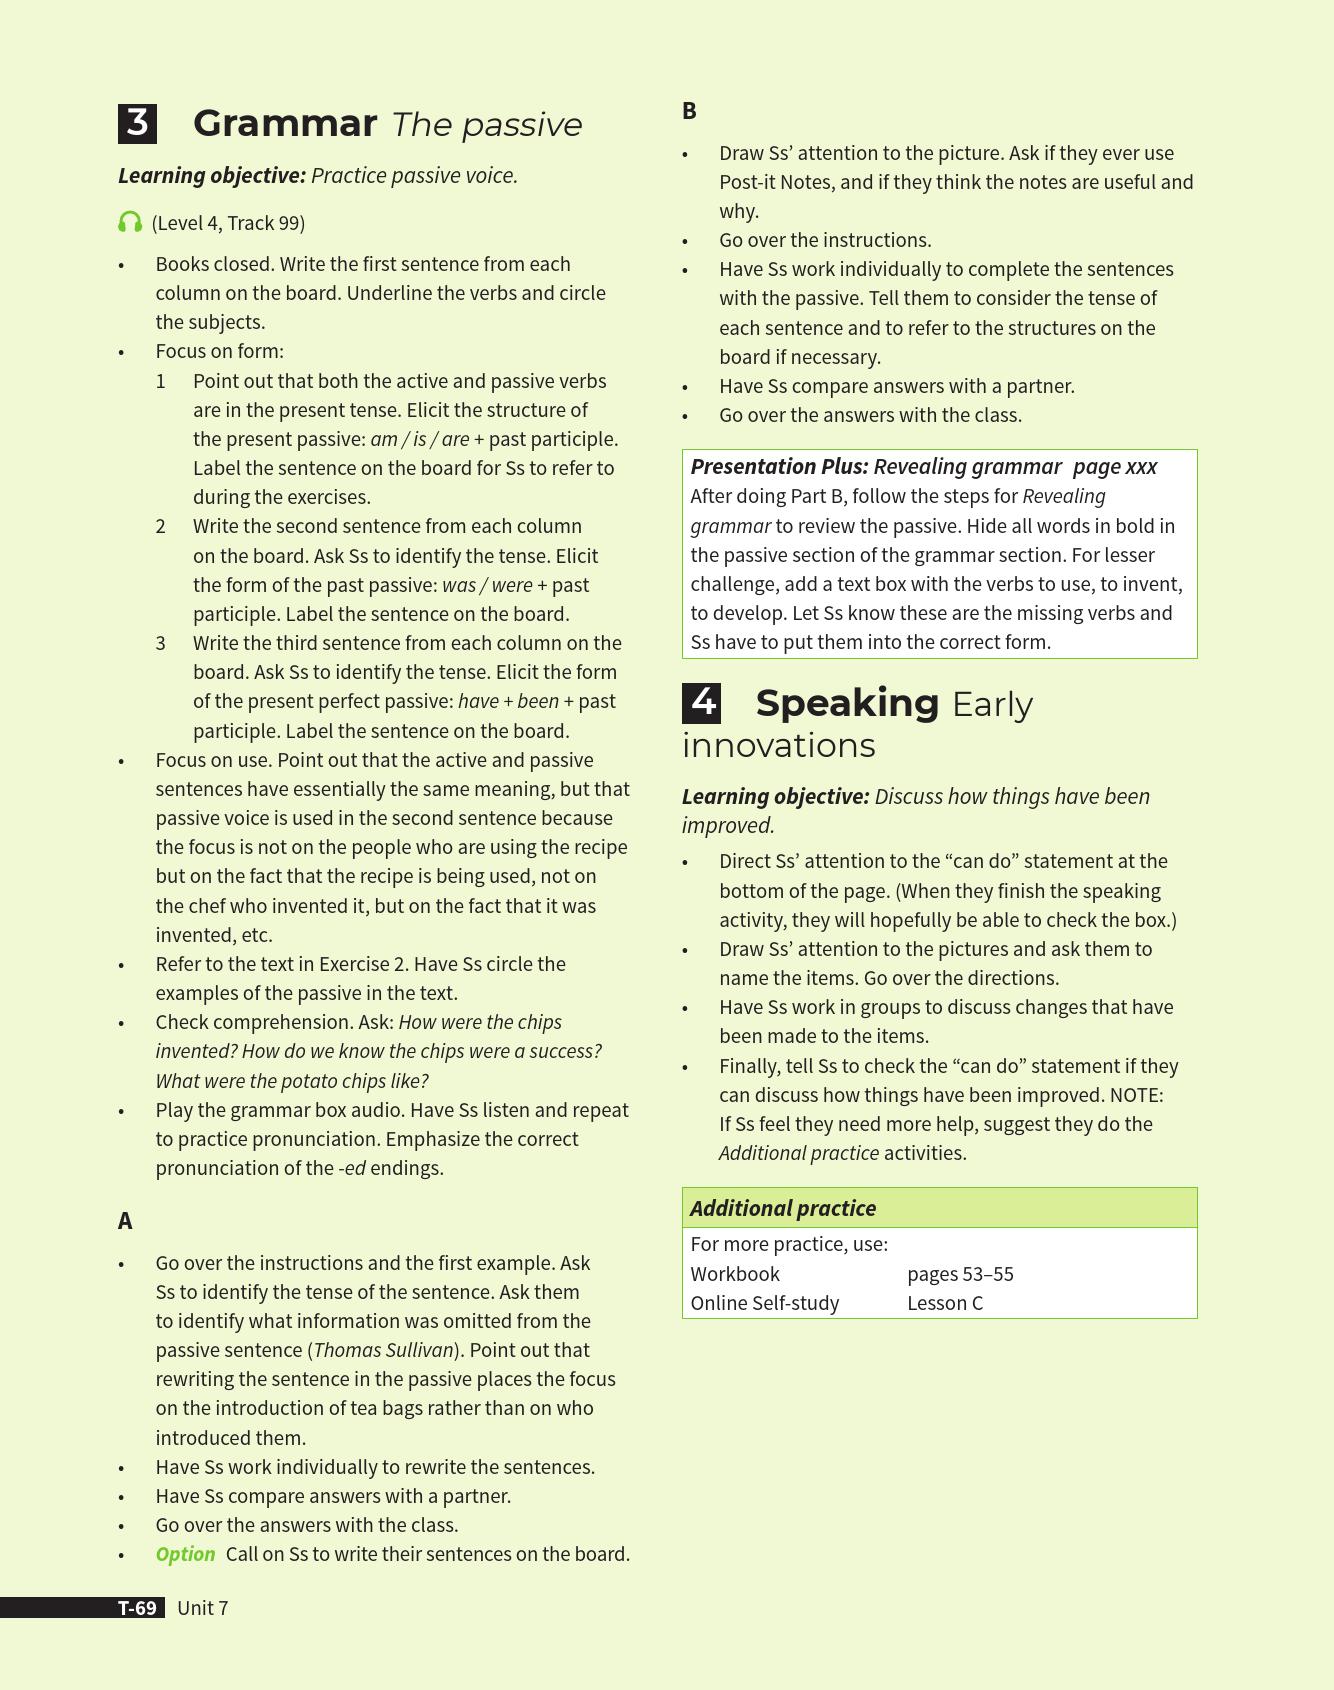 3 Grammar The passive
Learning objective: Practice passive voice.
(Level 4, Track 99)
• Books closed. Write the first sentence from each
column on the board. Underline the verbs and circle
the subjects.
• Focus on form:
1 Point out that both the active and passive verbs
are in the present tense. Elicit the structure of
the present passive: am / is / are + past participle.
Label the sentence on the board for Ss to refer to
during the exercises.
2 Write the second sentence from each column
on the board. Ask Ss to identify the tense. Elicit
the form of the past passive: was / were + past
participle. Label the sentence on the board.
3 Write the third sentence from each column on the
board. Ask Ss to identify the tense. Elicit the form
of the present perfect passive: have + been + past
participle. Label the sentence on the board.
• Focus on use. Point out that the active and passive
sentences have essentially the same meaning, but that
passive voice is used in the second sentence because
the focus is not on the people who are using the recipe
but on the fact that the recipe is being used, not on
the chef who invented it, but on the fact that it was
invented, etc.
• Refer to the text in Exercise 2. Have Ss circle the
examples of the passive in the text.
• Check comprehension. Ask: How were the chips
invented? How do we know the chips were a success?
What were the potato chips like?
• Play the grammar box audio. Have Ss listen and repeat
to practice pronunciation. Emphasize the correct
pronunciation of the -ed endings.
A
• Go over the instructions and the first example. Ask
Ss to identify the tense of the sentence. Ask them
to identify what information was omitted from the
passive sentence (Thomas Sullivan). Point out that
rewriting the sentence in the passive places the focus
on the introduction of tea bags rather than on who
introduced them.
• Have Ss work individually to rewrite the sentences.
• Have Ss compare answers with a partner.
• Go over the answers with the class.
• Option Call on Ss to write their sentences on the board.
B
• Draw Ss’ attention to the picture. Ask if they ever use
Post-it Notes, and if they think the notes are useful and
why.
• Go over the instructions.
• Have Ss work individually to complete the sentences
with the passive. Tell them to consider the tense of
each sentence and to refer to the structures on the
board if necessary.
• Have Ss compare answers with a partner.
• Go over the answers with the class.
Presentation Plus: Revealing grammar page xxx
After doing Part B, follow the steps for Revealing
grammar to review the passive. Hide all words in bold in
the passive section of the grammar section. For lesser
challenge, add a text box with the verbs to use, to invent,
to develop. Let Ss know these are the missing verbs and
Ss have to put them into the correct form.
4 Speaking Early
innovations
Learning objective: Discuss how things have been
improved.
• Direct Ss’ attention to the “can do” statement at the
bottom of the page. (When they finish the speaking
activity, they will hopefully be able to check the box.)
• Draw Ss’ attention to the pictures and ask them to
name the items. Go over the directions.
• Have Ss work in groups to discuss changes that have
been made to the items.
• Finally, tell Ss to check the “can do” statement if they
can discuss how things have been improved. NOTE:
If Ss feel they need more help, suggest they do the
Additional practice activities.
Additional practice
For more practice, use:
Workbook pages 53–55
Online Self-study Lesson C
T-69 Unit 7